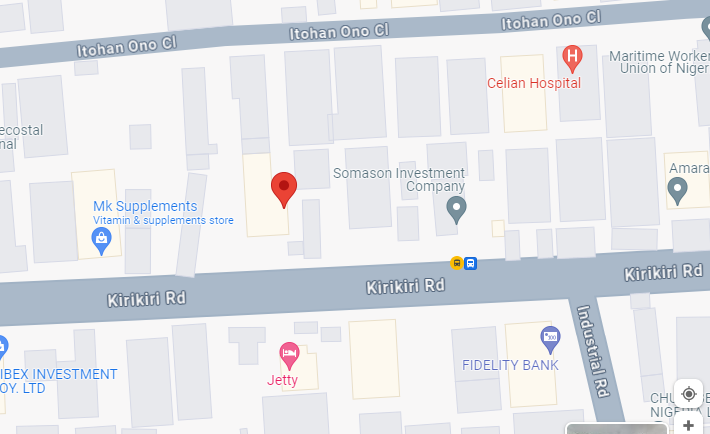 Itohan Ono Cl
Itohan Ono Cl
Itohan Ono Cl
Maritime Worker
Union of Niger
H
Celian Hospital
ecostal
nal
Somason Investment
Company
Amara
Mk Supplements
Vitamin & supplements store
Kirikiri Rd
Kirikiri Rd
Kirikiri Rd
Industrial Rd
FIDELITY BANK
IBEX INVESTMENT
OY. LTD
Jetty